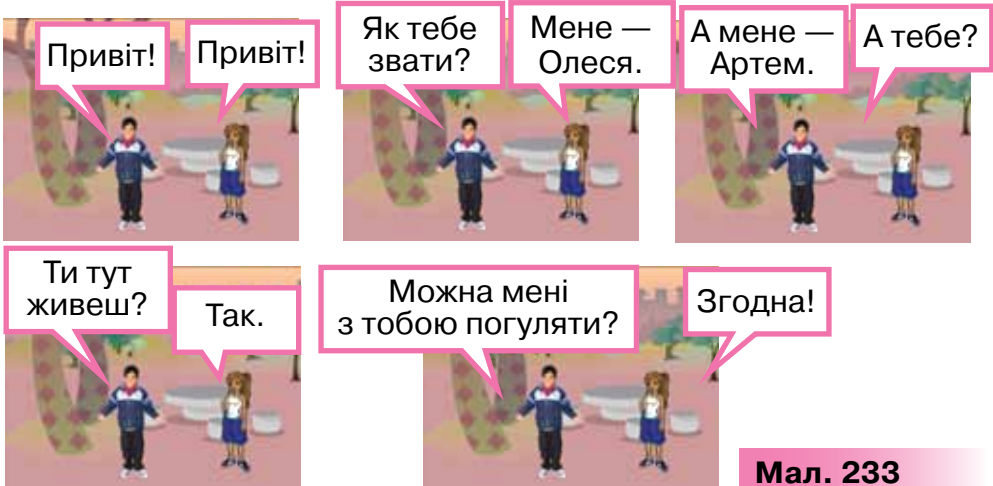 Привіт!
Привіт!
Як тебе
звати?
Мене —
Олеся.
А мене —
Артем.
А тебе?
Ти тут
живеш?
Так.
Можна мені
з тобою погуляти?
Згодна!
Мал. 233